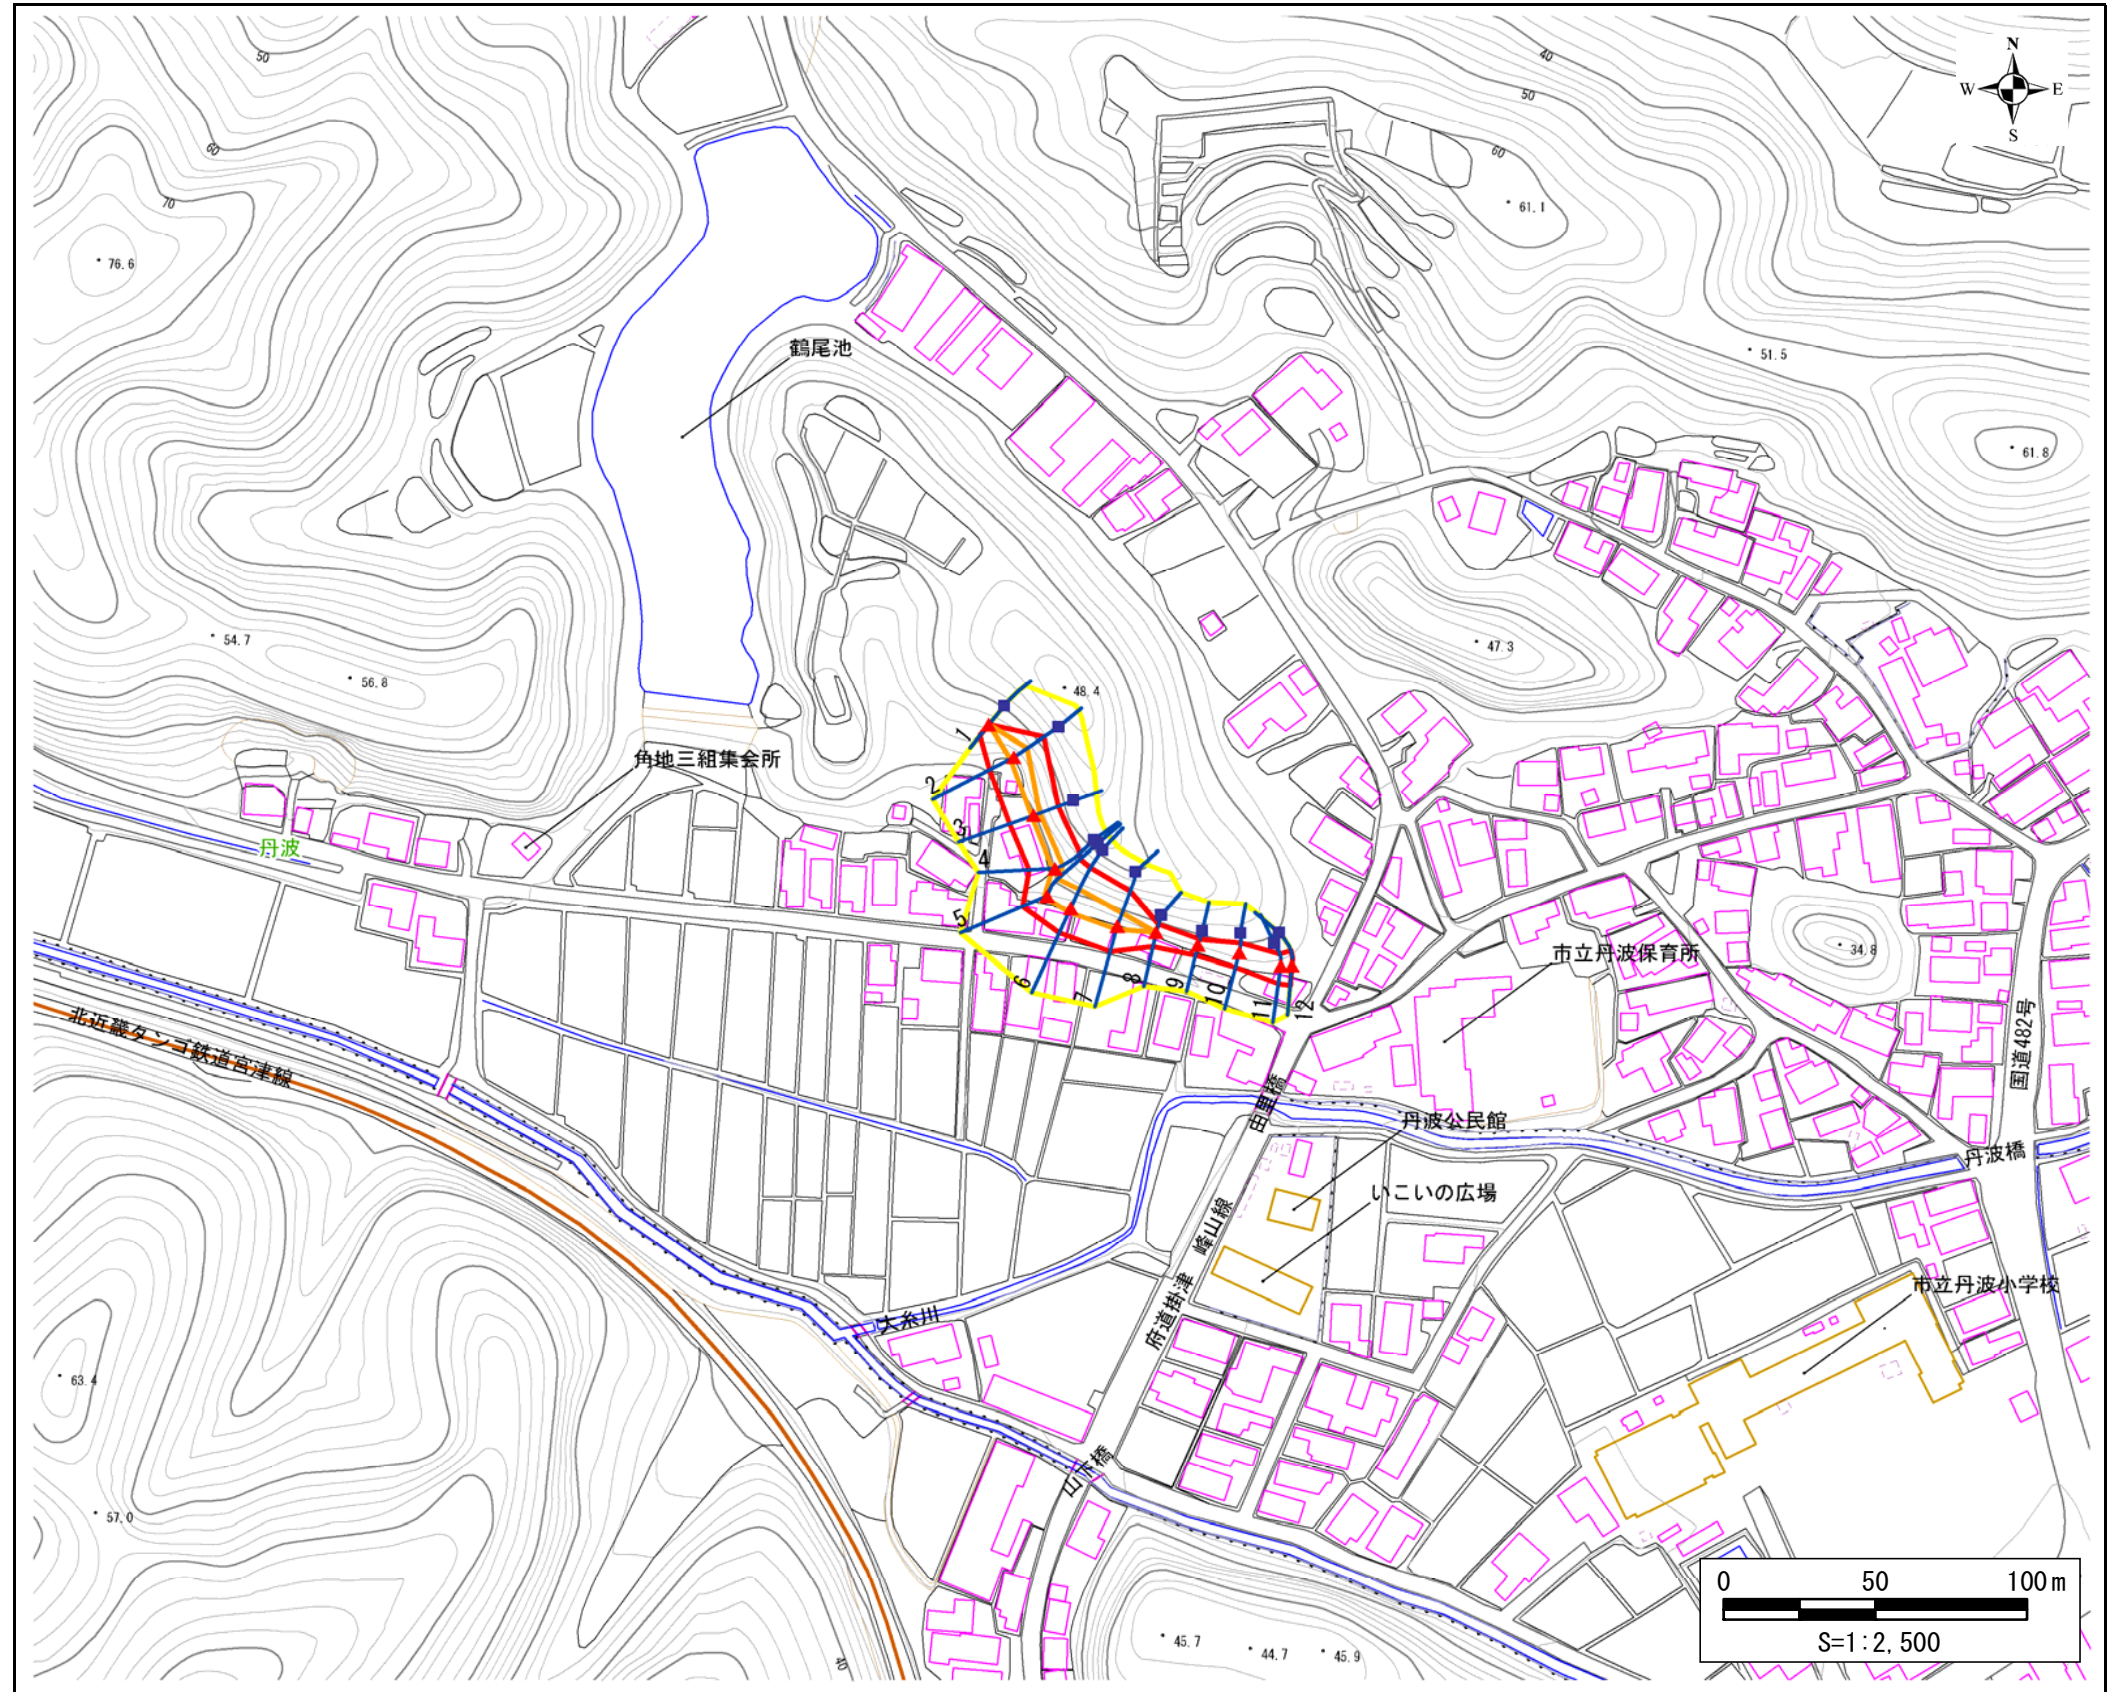 50
40
N
W
E
S
50
60
60
70
61.1
76.6
鶴尾池
51.5
61.8
54.7
47.3
56.8
48.4
1
角地三組集会所
2
3
丹波
4
5
市立丹波保育所
34.8
6
7
8
9
10
11
12
国道482号
北近畿タンゴ鉄道宮津線
由里橋
丹波公民館
丹波橋
いこいの広場
府道掛津 峰山線
市立丹波小学校
大糸川
63.4
山下橋
57.0
0 50 100m
S=1:2,500
45.7
44.7
45.9
40